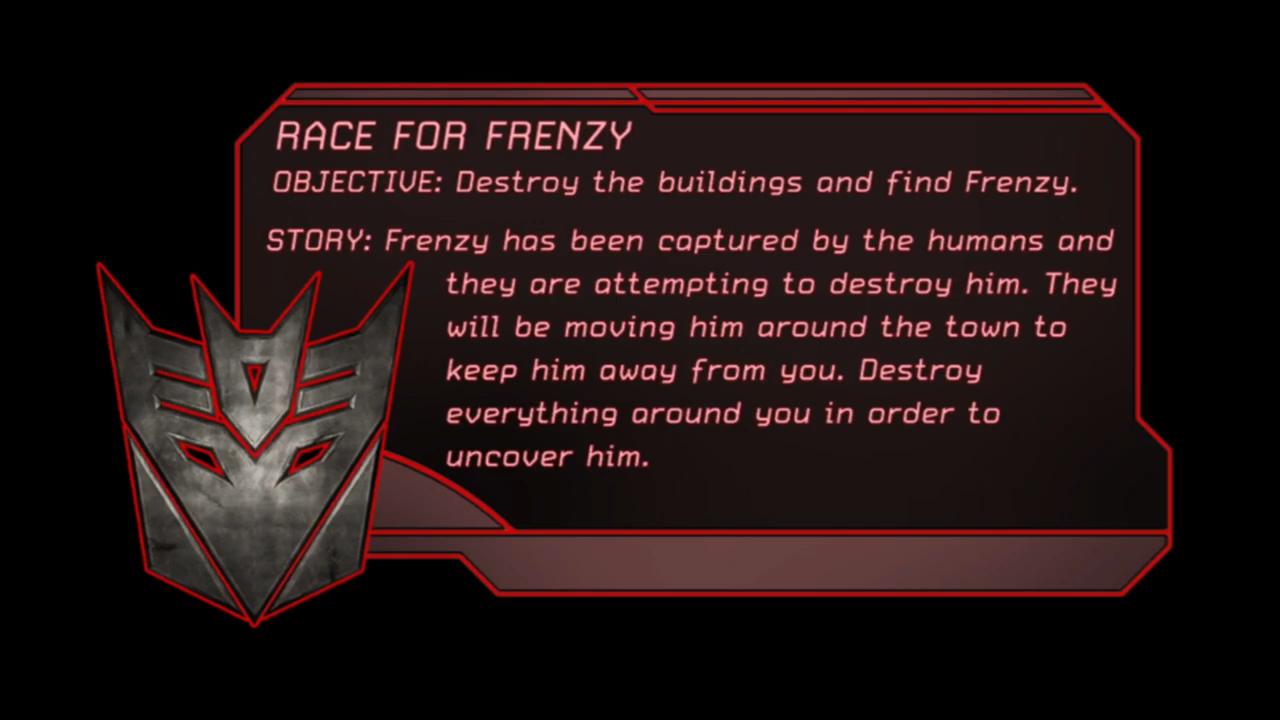 RACE FOR FRENZY
OBJECTIVE: Destroy the buildings and find Frenzy.
STORY: Frenzy has been captured by the humans and
they are attempting to destroy him. They
will be moving him around the town to
keep him away from you. Destroy
everything around you in order to
uncover him.